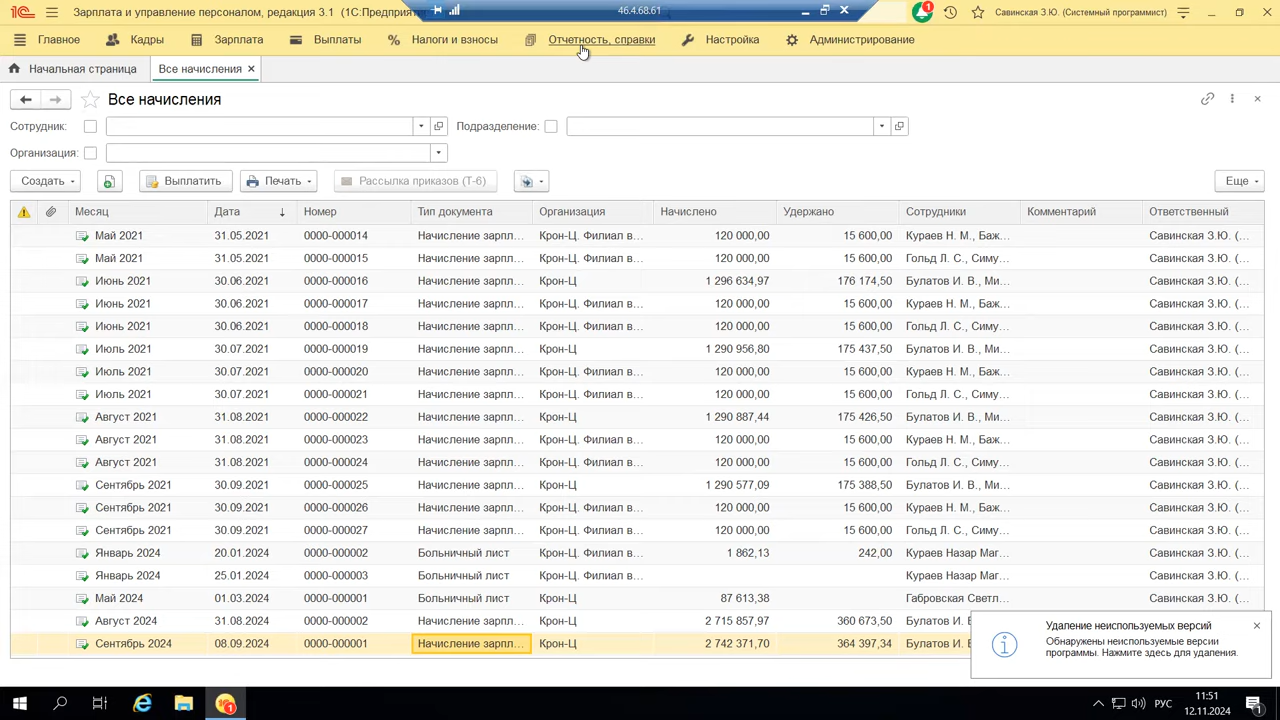 1С Зарплата и управление персоналом, редакция 3.1 (1С:Предприятие 46.4.68.61 1 Савинская З.Ю. (Системный программист)
Главное Кадры Зарплата Выплаты Налоги и взносы Отчетность, справки Настройка Администрирование
Начальная страница Все начисления
Все начисления
Сотрудник: Подразделение:
Организация:
Создать Выплатить Печать Рассылка приказов (Т-6) Еще
Месяц Дата Номер Тип документа Организация Начислено Удержано Сотрудники Комментарий Ответственный
Май 2021 31.05.2021 0000-000014 Начисление зарпл... Крон-Ц. Филиал в... 120 000,00 15 600,00 Кураев Н. М., Баж... Савинская З.Ю. (...
Май 2021 31.05.2021 0000-000015 Начисление зарпл... Крон-Ц. Филиал в... 120 000,00 15 600,00 Гольд Л. С., Симу... Савинская З.Ю. (...
Июнь 2021 30.06.2021 0000-000016 Начисление зарпл... Крон-Ц 1 296 634,97 176 174,50 Булатов И. В., Ми... Савинская З.Ю. (...
Июнь 2021 30.06.2021 0000-000017 Начисление зарпл... Крон-Ц. Филиал в... 120 000,00 15 600,00 Кураев Н. М., Баж... Савинская З.Ю. (...
Июнь 2021 30.06.2021 0000-000018 Начисление зарпл... Крон-Ц. Филиал в... 120 000,00 15 600,00 Гольд Л. С., Симу... Савинская З.Ю. (...
Июль 2021 30.07.2021 0000-000019 Начисление зарпл... Крон-Ц 1 290 956,80 175 437,50 Булатов И. В., Ми... Савинская З.Ю. (...
Июль 2021 30.07.2021 0000-000020 Начисление зарпл... Крон-Ц. Филиал в... 120 000,00 15 600,00 Кураев Н. М., Баж... Савинская З.Ю. (...
Июль 2021 30.07.2021 0000-000021 Начисление зарпл... Крон-Ц. Филиал в... 120 000,00 15 600,00 Гольд Л. С., Симу... Савинская З.Ю. (...
Август 2021 31.08.2021 0000-000022 Начисление зарпл... Крон-Ц 1 290 887,44 175 426,50 Булатов И. В., Ми... Савинская З.Ю. (...
Август 2021 31.08.2021 0000-000023 Начисление зарпл... Крон-Ц. Филиал в... 120 000,00 15 600,00 Кураев Н. М., Баж... Савинская З.Ю. (...
Август 2021 31.08.2021 0000-000024 Начисление зарпл... Крон-Ц. Филиал в... 120 000,00 15 600,00 Гольд Л. С., Симу... Савинская З.Ю. (...
Сентябрь 2021 30.09.2021 0000-000025 Начисление зарпл... Крон-Ц 1 290 577,09 175 388,50 Булатов И. В., Ми... Савинская З.Ю. (...
Сентябрь 2021 30.09.2021 0000-000026 Начисление зарпл... Крон-Ц. Филиал в... 120 000,00 15 600,00 Кураев Н. М., Баж... Савинская З.Ю. (...
Сентябрь 2021 30.09.2021 0000-000027 Начисление зарпл... Крон-Ц. Филиал в... 120 000,00 15 600,00 Гольд Л. С., Симу... Савинская З.Ю. (...
Январь 2024 20.01.2024 0000-000002 Больничный лист Крон-Ц. Филиал в... 1 862,13 242,00 Кураев Назар Маг... Савинская З.Ю. (...
Январь 2024 25.01.2024 0000-000003 Больничный лист Крон-Ц. Филиал в... Кураев Назар Маг... Савинская З.Ю. (...
Май 2024 01.03.2024 0000-000001 Больничный лист Крон-Ц 87 613,38 Габровская Светл... Савинская З.Ю. (...
Август 2024 31.08.2024 0000-000002 Начисление зарпл... Крон-Ц 2 715 857,97 360 673,50 Булатов И. В.
Сентябрь 2024 08.09.2024 0000-000001 Начисление зарпл... Крон-Ц 2 742 371,70 364 397,34 Булатов И. В.
Удаление неиспользуемых версий
Обнаружены неиспользуемые версии
программы. Нажмите здесь для удаления.
1 РУС 11:51
12.11.2024 1